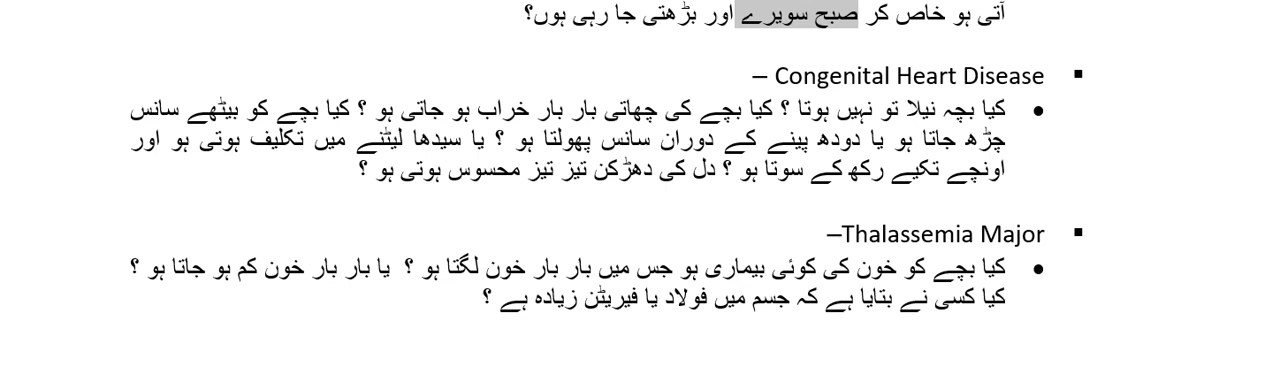 آتی ہو خاص کر صبح سویرے اور بڑھتی جا رہی ہوں؟
▪ Congenital Heart Disease –
• کیا بچہ نیلا تو نہیں ہوتا ؟ کیا بچے کی چھاتی بار بار خراب ہو جاتی ہو ؟ کیا بچے کو بیٹھے سانس
چڑھ جاتا ہو یا دودھ پینے کے دوران سانس پھولتا ہو ؟ یا سیدھا لیٹنے میں تکلیف ہوتی ہو اور
اونچے تکیے رکھ کے سوتا ہو ؟ دل کی دھڑکن تیز تیز محسوس ہوتی ہو ؟
▪ Thalassemia Major–
• کیا بچے کو خون کی کوئی بیماری ہو جس میں بار بار خون لگتا ہو ؟ یا بار بار خون کم ہو جاتا ہو ؟
کیا کسی نے بتایا ہے کہ جسم میں فولاد یا فیریٹن زیادہ ہے ؟